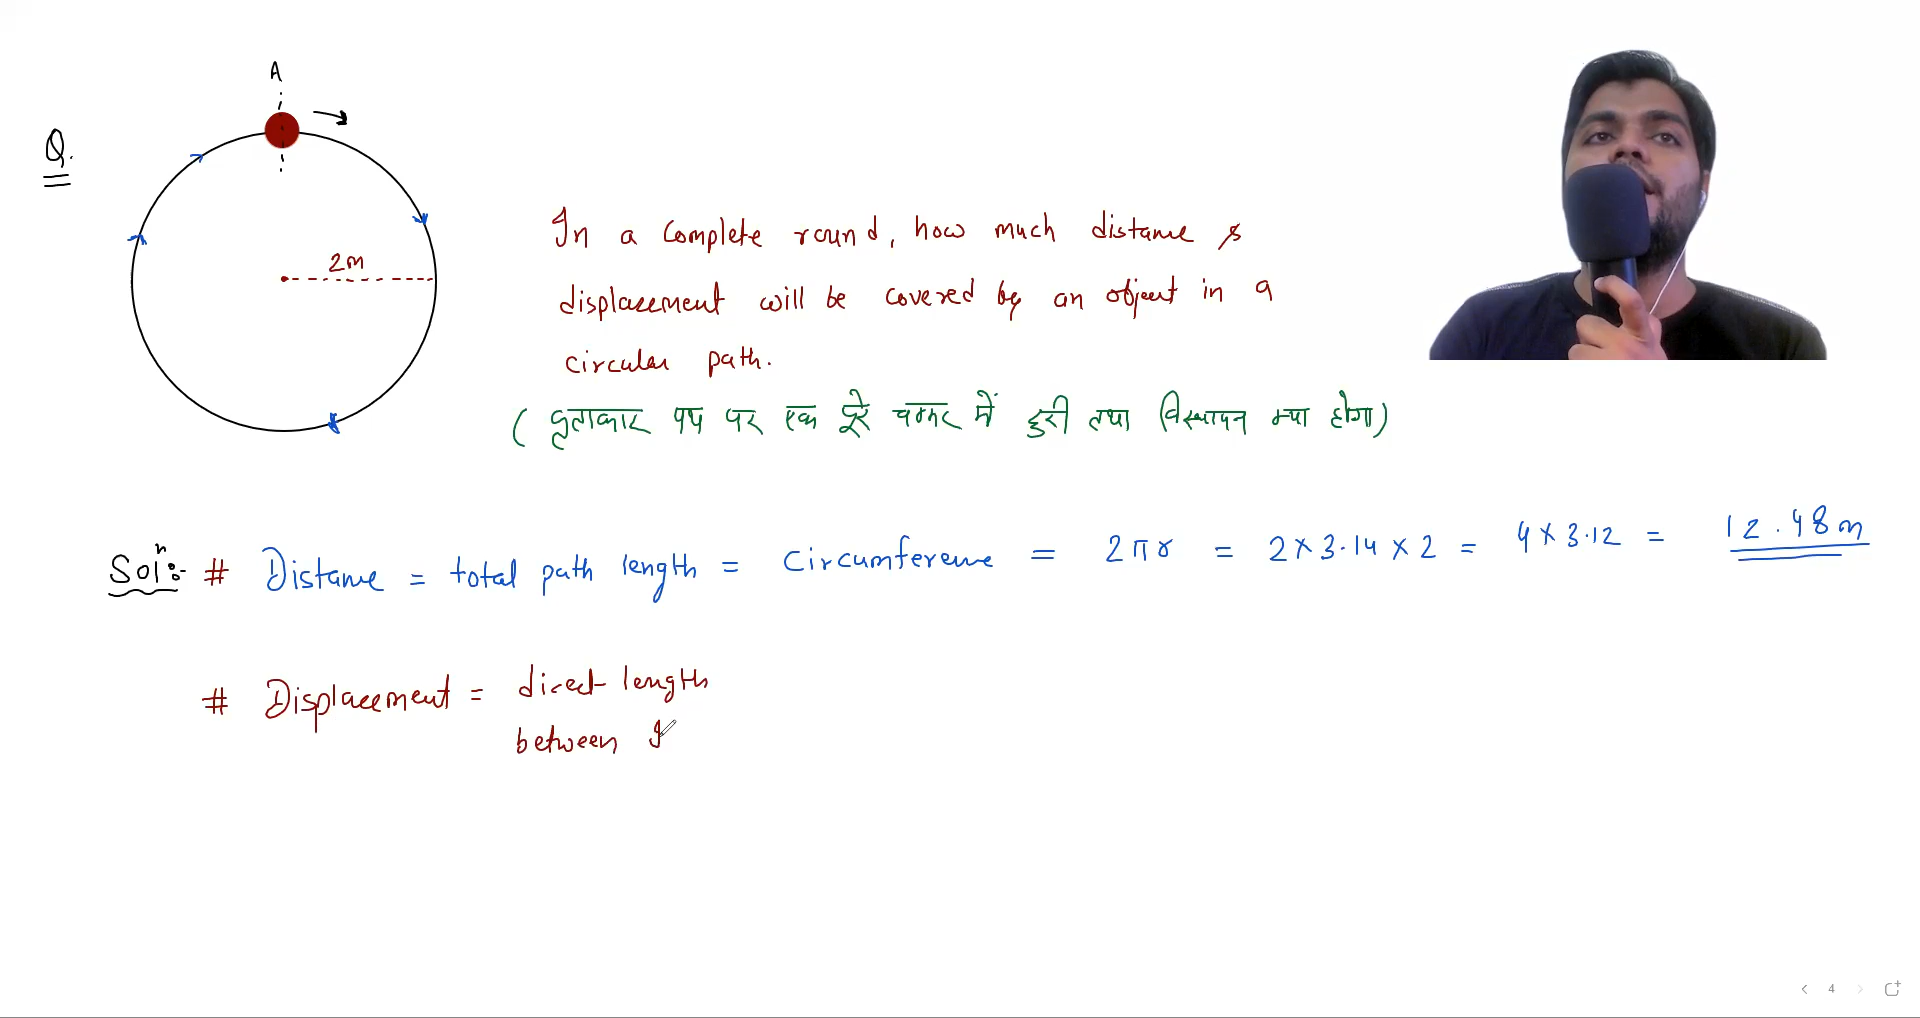 A
Q.
2m
In a complete round, how much distance &
displacement will be covered by an object in a
circular path.
(वृताकार पथ पर एक पूरे चक्कर में दुरी तथा विस्थापन क्या होगा)
Solⁿ:- # Distance = total path length = Circumference = 2πr = 2×3.14×2 = 4×3.12 = 12.48m
# Displacement = direct length
between I
4